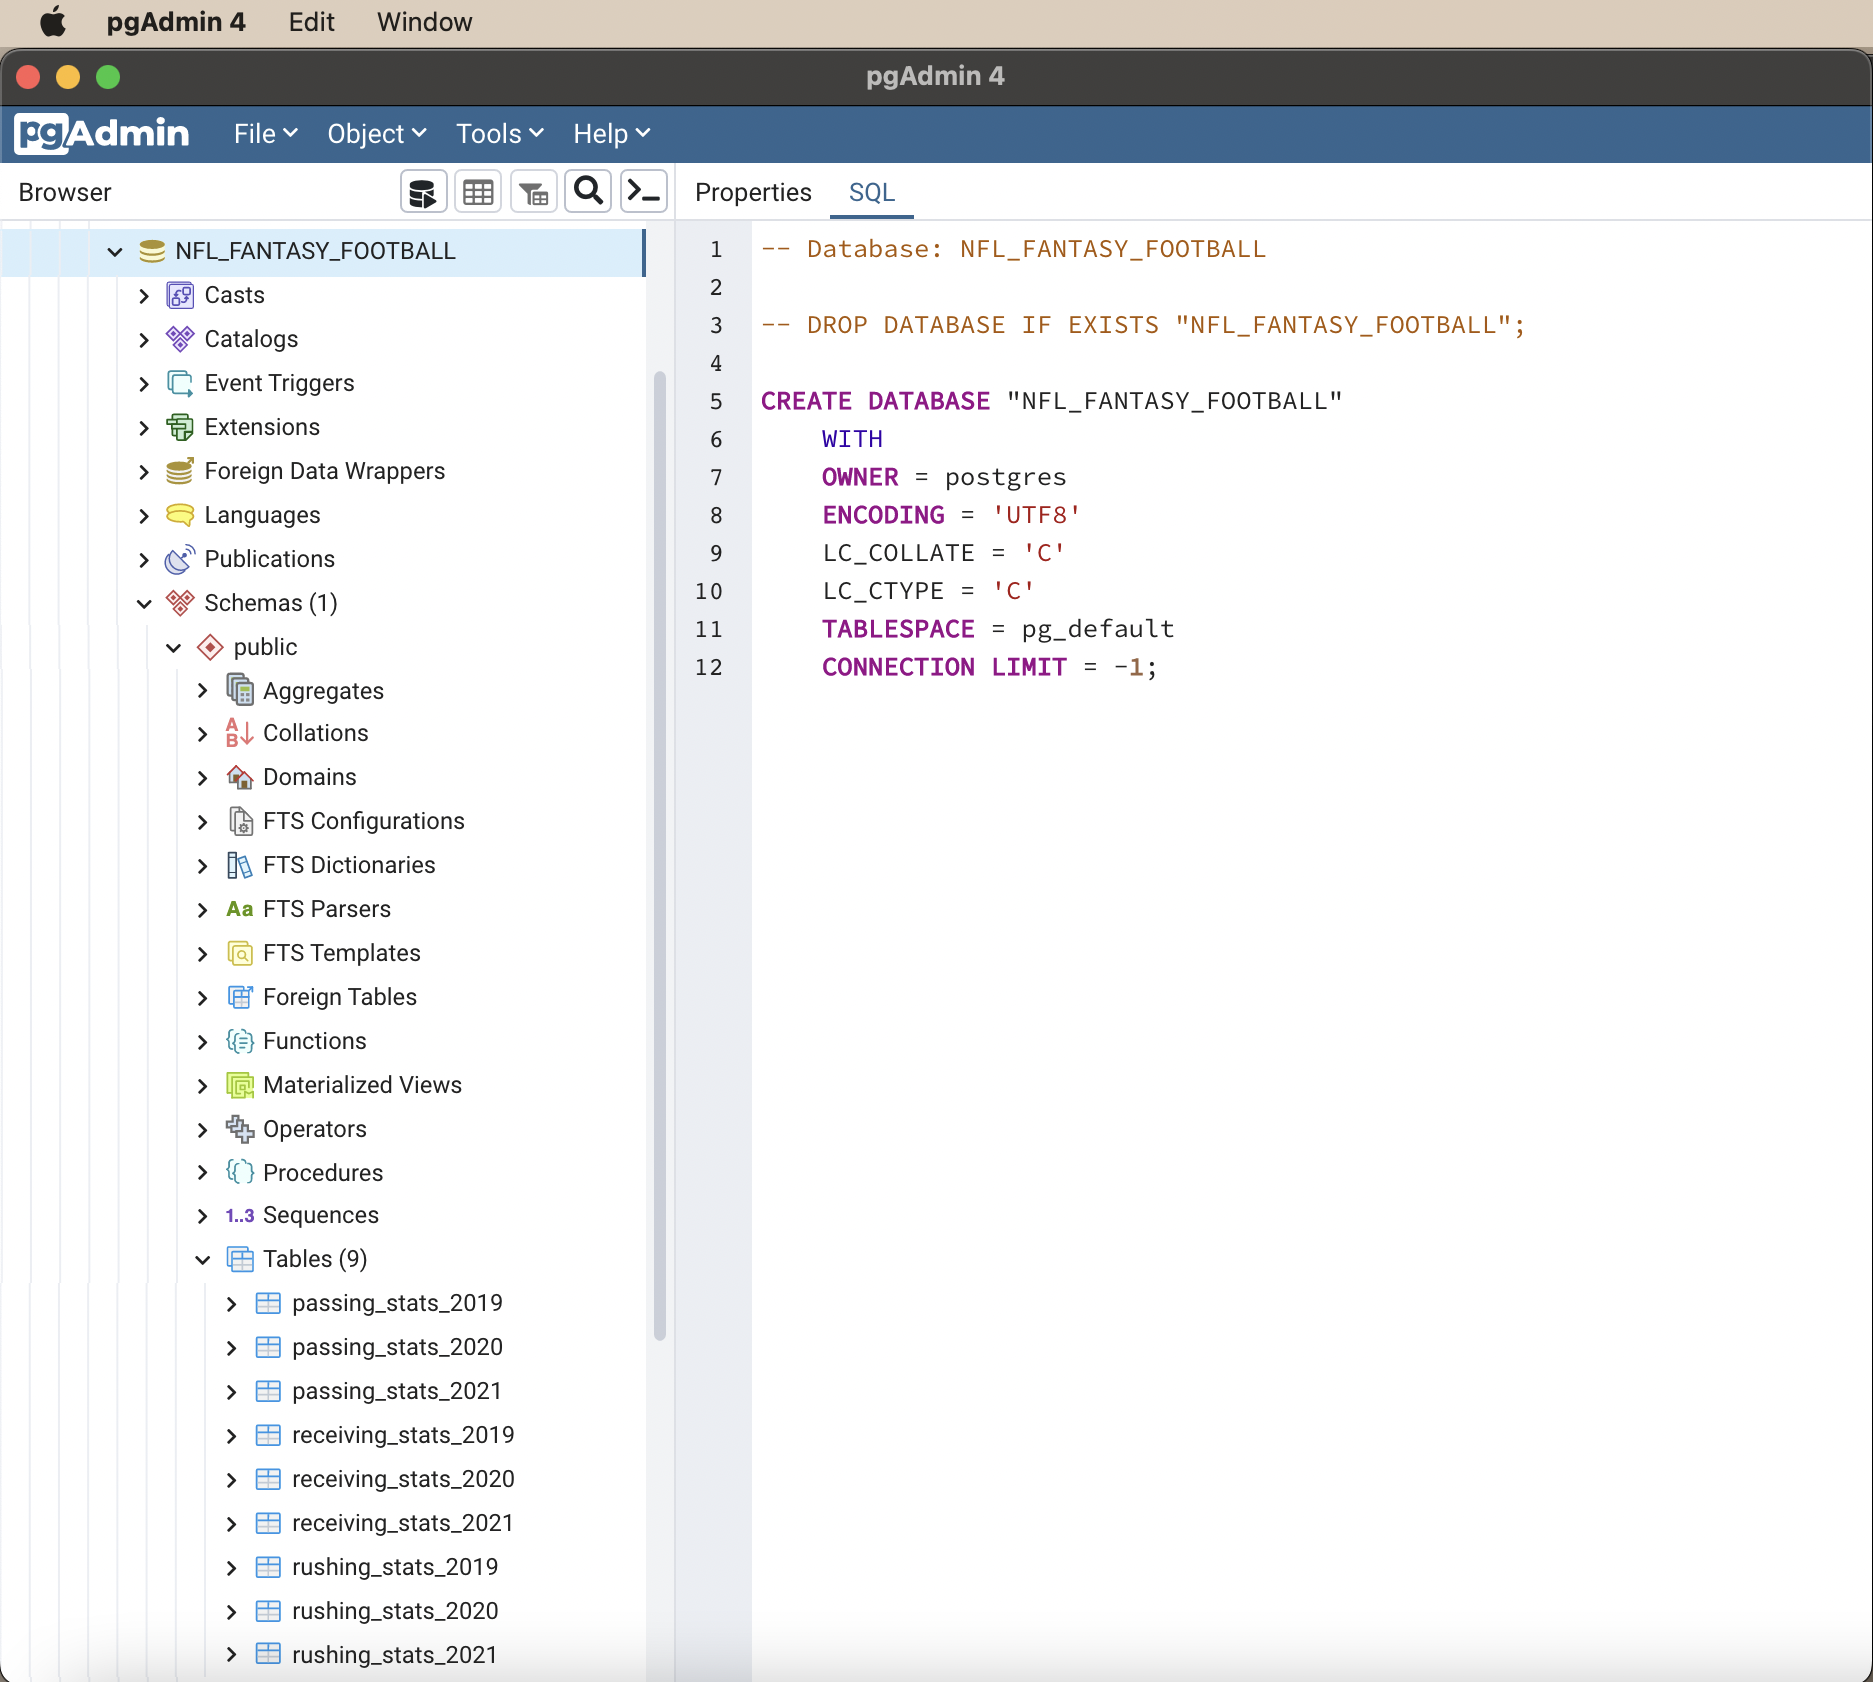 pgAdmin 4 Edit Window
pgAdmin 4
pgAdmin File Object Tools Help
Browser
Properties SQL
NFL_FANTASY_FOOTBALL
Casts
Catalogs
Event Triggers
Extensions
Foreign Data Wrappers
Languages
Publications
Schemas (1)
public
Aggregates
Collations
Domains
FTS Configurations
FTS Dictionaries
Aa FTS Parsers
FTS Templates
Foreign Tables
Functions
Materialized Views
Operators
Procedures
1..3 Sequences
Tables (9)
passing_stats_2019
passing_stats_2020
passing_stats_2021
receiving_stats_2019
receiving_stats_2020
receiving_stats_2021
rushing_stats_2019
rushing_stats_2020
rushing_stats_2021
1 -- Database: NFL_FANTASY_FOOTBALL
2
3 -- DROP DATABASE IF EXISTS "NFL_FANTASY_FOOTBALL";
4
5 CREATE DATABASE "NFL_FANTASY_FOOTBALL"
6 WITH
7 OWNER = postgres
8 ENCODING = 'UTF8'
9 LC_COLLATE = 'C'
10 LC_CTYPE = 'C'
11 TABLESPACE = pg_default
12 CONNECTION LIMIT = -1;